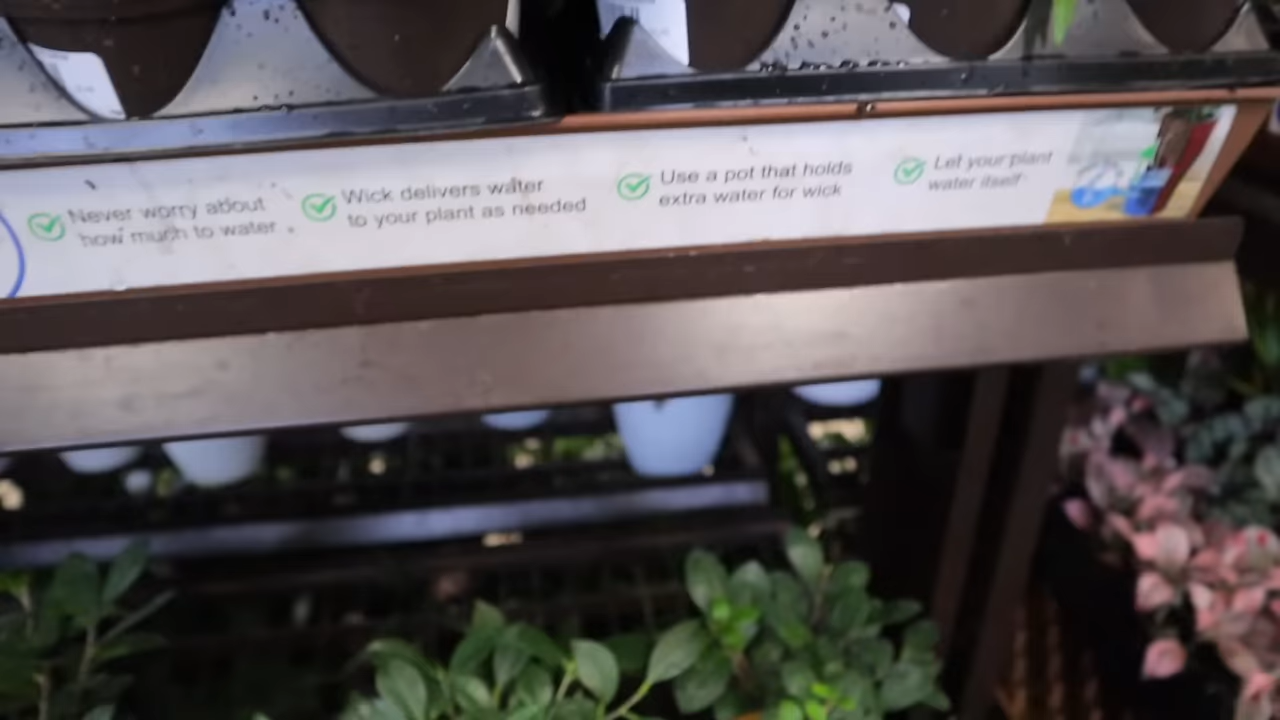 Never worry about
how much to water
Wick delivers water
to your plant as needed
Use a pot that holds
extra water for wick
Let your plant
water itself